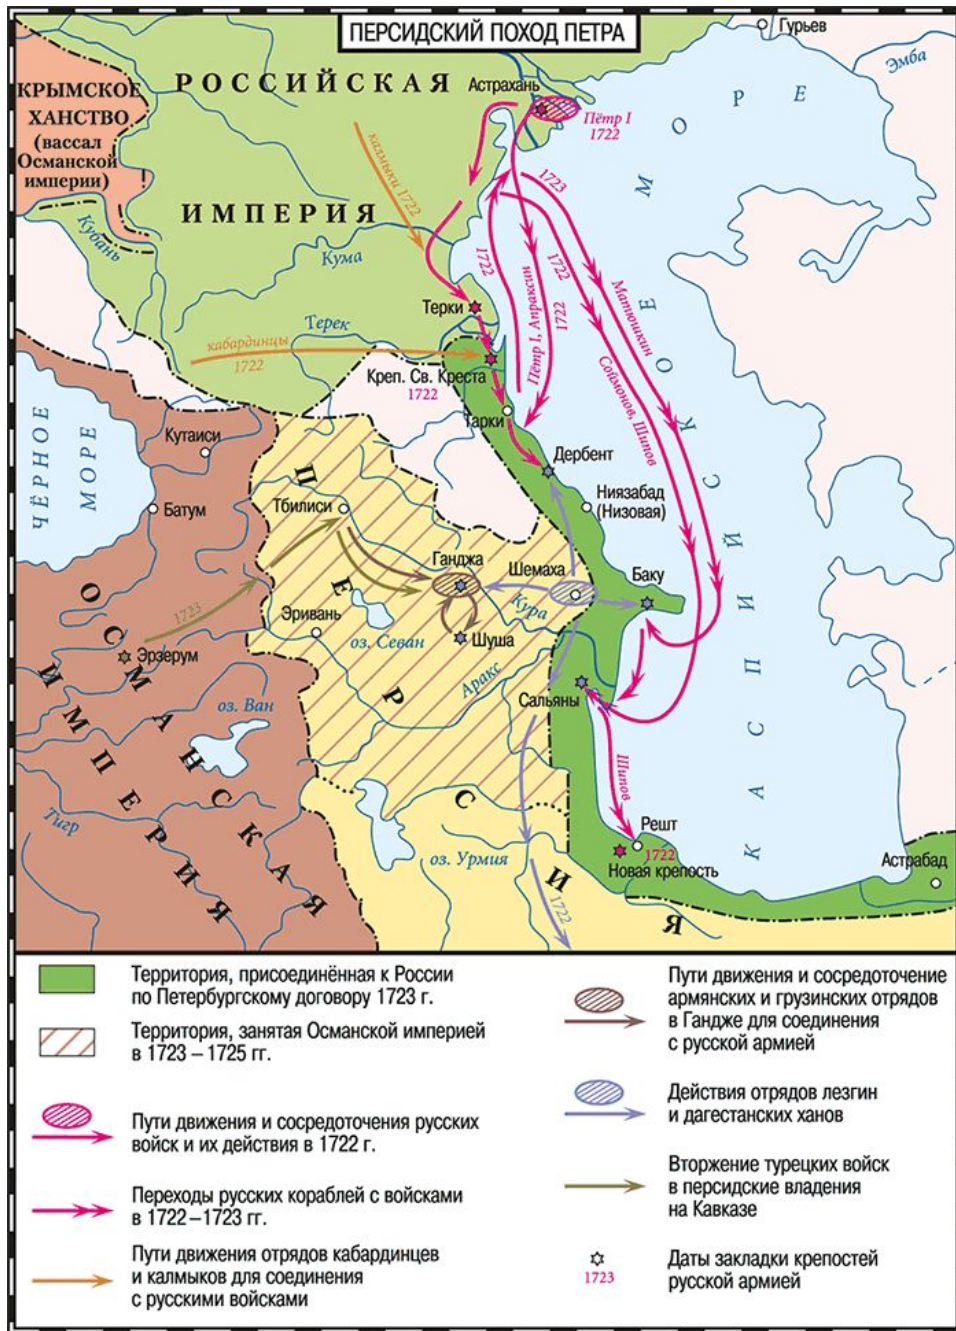 ПЕРСИДСКИЙ ПОХОД ПЕТРА
Гурьев
Эмба
РОССИЙСКАЯ
ИМПЕРИЯ
Астрахань
Пётр I
1722
КРЫМСКОЕ
ХАНСТВО
(вассал
Османской
империи)
калмыки 1722
Кубань
Кума
Терек
Терки
кабардинцы
1722
Креп. Св. Креста
1722
1722
Пётр I, Апраксин
1722
1722
1723
Матюшкин
Соймонов, Шипов
КАСПИЙСКОЕ МОРЕ
Тарки
Дербент
Ниязабад
(Низовая)
ЧЁРНОЕ
МОРЕ
Кутаиси
Батум
Тбилиси
ПЕРСИЯ
Ганджа
Шемаха
Баку
Кура
1723
Эрзерум
Эривань
оз. Севан
Шуша
Аракс
Сальяны
ОСМАНСКАЯ
ИМПЕРИЯ
оз. Ван
Тигр
оз. Урмия
1722
Шипов
Решт
1722
Новая крепость
Астрабад
Территория, присоединённая к России
по Петербургскому договору 1723 г.
Территория, занятая Османской империей
в 1723 – 1725 гг.
Пути движения и сосредоточения русских
войск и их действия в 1722 г.
Переходы русских кораблей с войсками
в 1722 – 1723 гг.
Пути движения отрядов кабардинцев
и калмыков для соединения
с русскими войсками
Пути движения и сосредоточение
армянских и грузинских отрядов
в Гандже для соединения
с русской армией
Действия отрядов лезгин
и дагестанских ханов
Вторжение турецких войск
в персидские владения
на Кавказе
1723
Даты закладки крепостей
русской армией